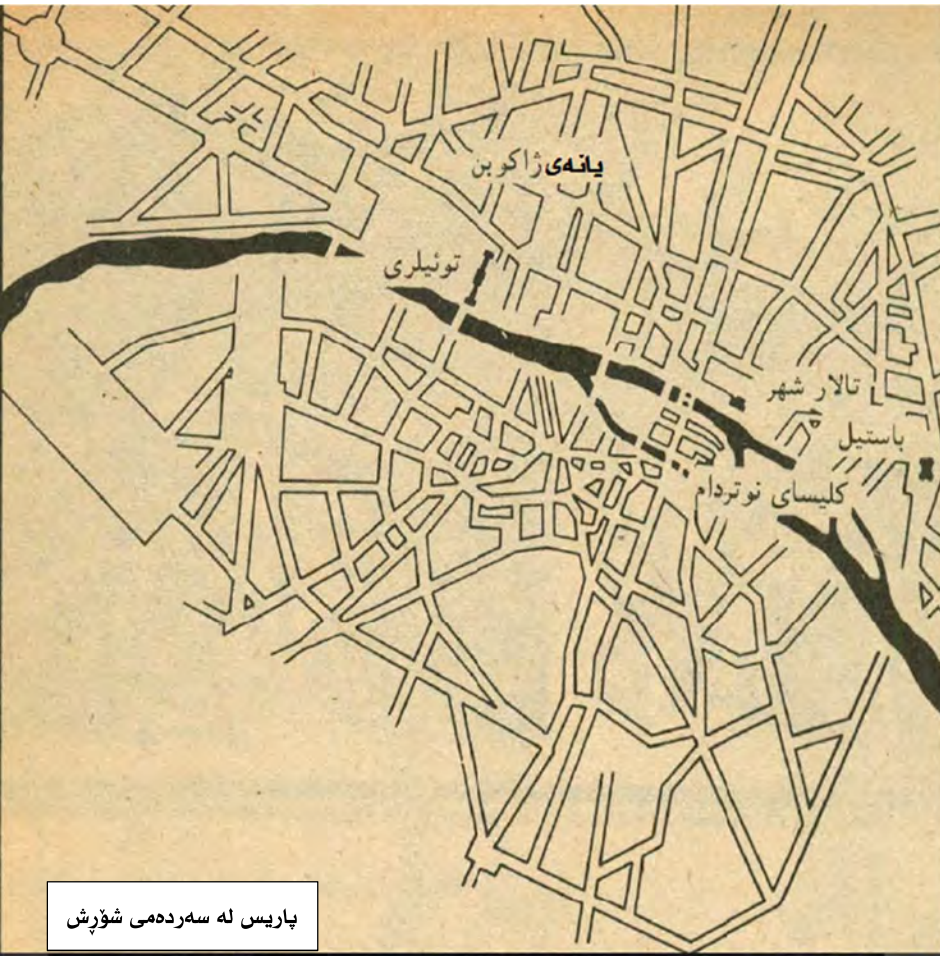 یانەی ژاکوبن
توئیلری
تالار شهر
باستیل
کلیسای نوتردام
پاریس لە سەردەمی شۆڕش